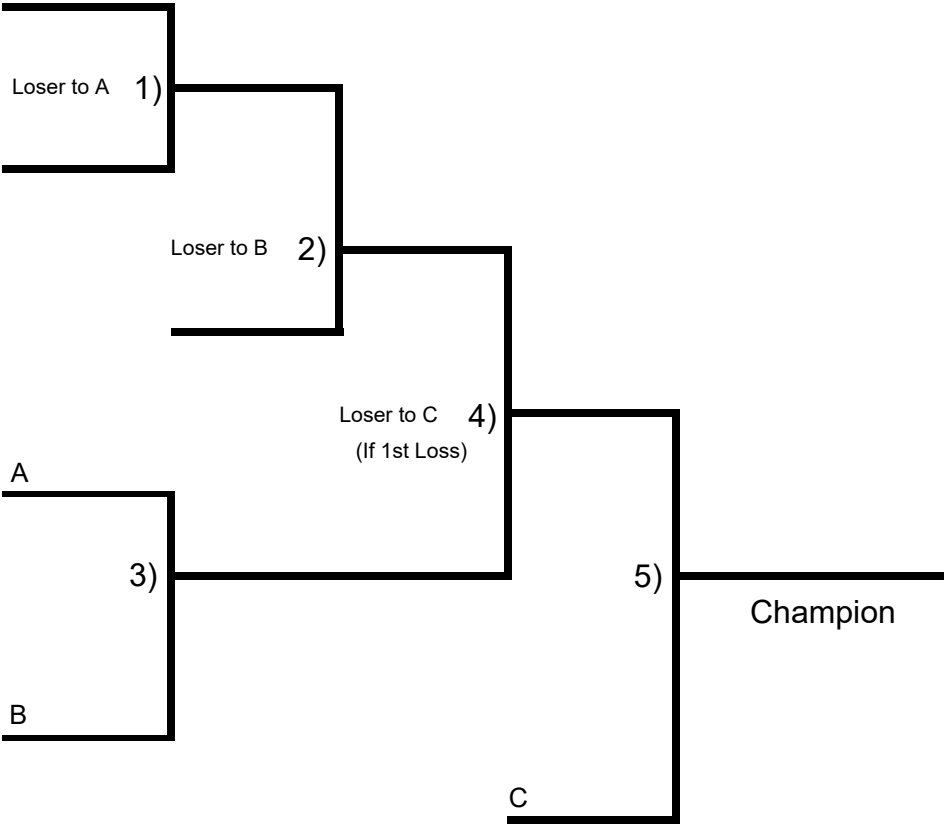 Loser to A 1)
Loser to B 2)
Loser to C 4)
(If 1st Loss)
A
3)
5)
Champion
B
C